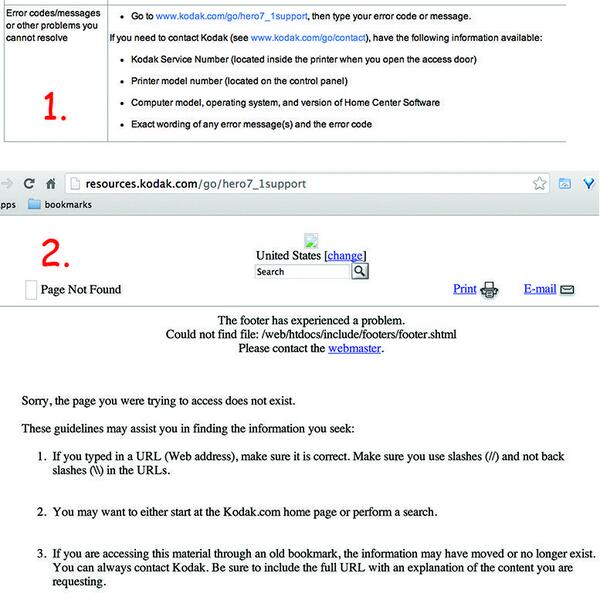 Error codes/messages
or other problems you
cannot resolve
• Go to www.kodak.com/go/hero7_1support, then type your error code or message.
If you need to contact Kodak (see www.kodak.com/go/contact), have the following information available:
• Kodak Service Number (located inside the printer when you open the access door)
• Printer model number (located on the control panel)
• Computer model, operating system, and version of Home Center Software
• Exact wording of any error message(s) and the error code
1.
resources.kodak.com/go/hero7_1support
pps bookmarks
2.
United States [change]
Search
Page Not Found
Print E-mail
The footer has experienced a problem.
Could not find file: /web/htdocs/include/footers/footer.shtml
Please contact the webmaster.
Sorry, the page you were trying to access does not exist.
These guidelines may assist you in finding the information you seek:
1. If you typed in a URL (Web address), make sure it is correct. Make sure you use slashes (//) and not back
slashes (\\) in the URLs.
2. You may want to either start at the Kodak.com home page or perform a search.
3. If you are accessing this material through an old bookmark, the information may have moved or no longer exist.
You can always contact Kodak. Be sure to include the full URL with an explanation of the content you are
requesting.